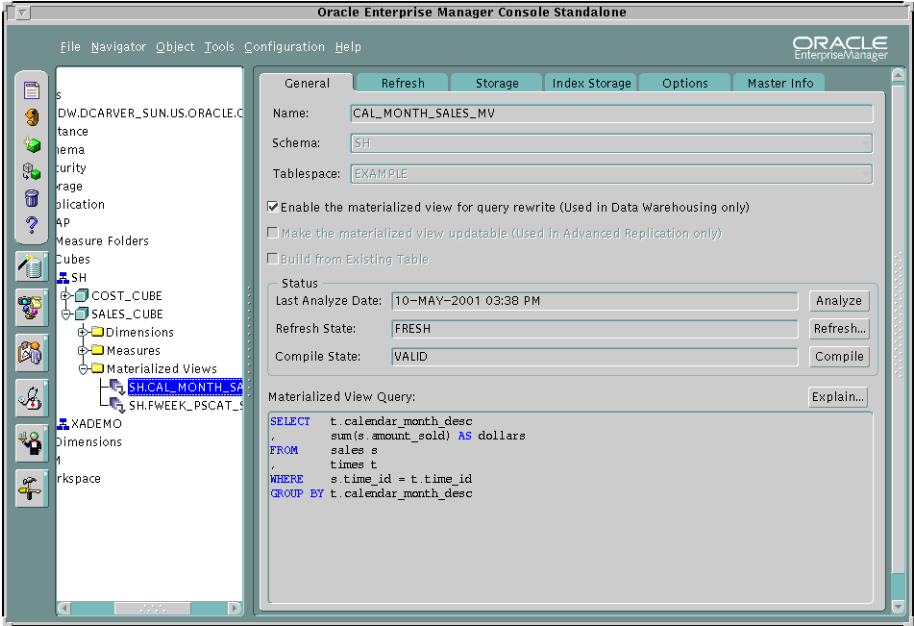 Oracle Enterprise Manager Console Standalone
File Navigator Object Tools Configuration Help
ORACLE
EnterpriseManager
s
DW.DCARVER_SUN.US.ORACLE.C
tance
ema
urity
rage
plication
AP
Measure Folders
Cubes
SH
COST_CUBE
SALES_CUBE
Dimensions
Measures
Materialized Views
SH.CAL_MONTH_SA
SH.FWEEK_PSCAT_S
XADEMO
Dimensions
rkspace
General Refresh Storage Index Storage Options Master Info
Name: CAL_MONTH_SALES_MV
Schema: SH
Tablespace: EXAMPLE
Enable the materialized view for query rewrite (Used in Data Warehousing only)
Make the materialized view updatable (Used in Advanced Replication only)
Build from Existing Table
Status
Last Analyze Date: 10-MAY-2001 03:38 PM Analyze
Refresh State: FRESH Refresh...
Compile State: VALID Compile
Materialized View Query: Explain...
SELECT t.calendar_month_desc
, sum(s.amount_sold) AS dollars
FROM sales s
, times t
WHERE s.time_id = t.time_id
GROUP BY t.calendar_month_desc